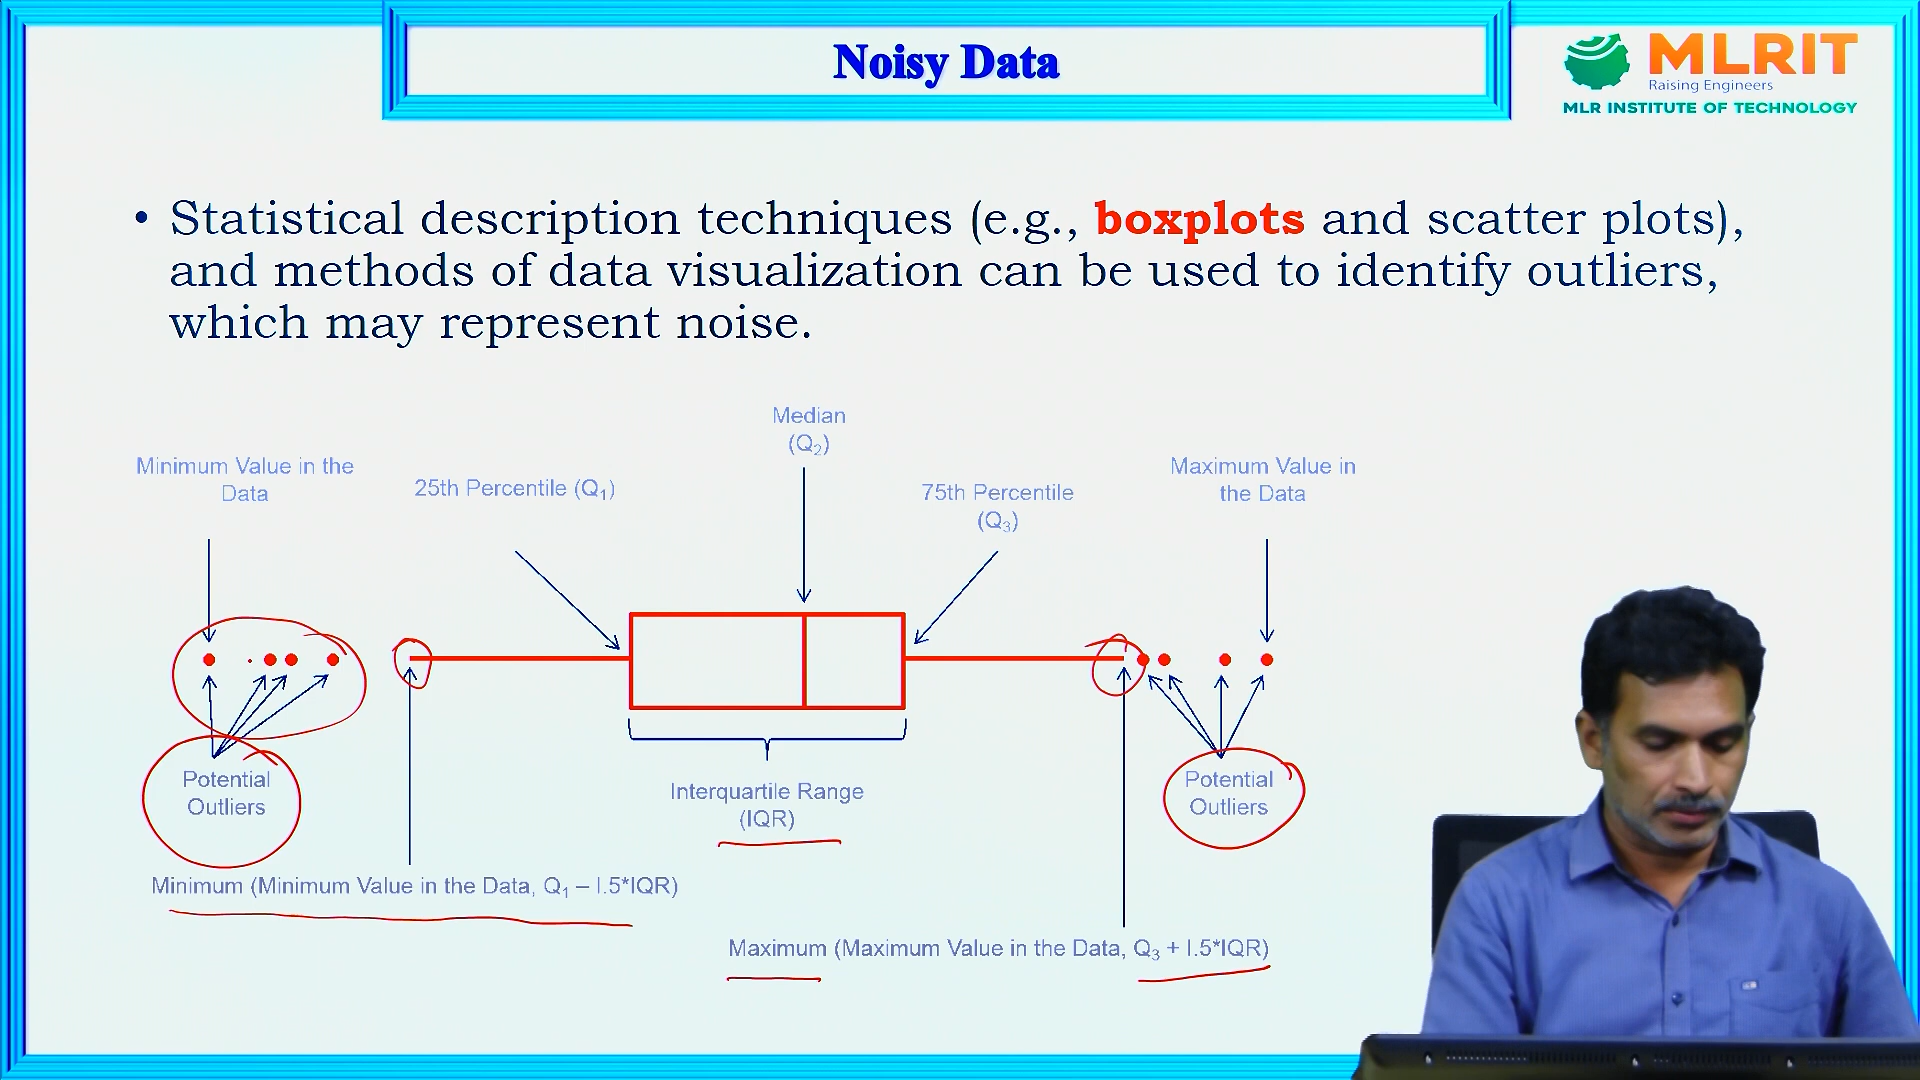 Noisy Data
MLRIT
Raising Engineers
MLR INSTITUTE OF TECHNOLOGY
• Statistical description techniques (e.g., boxplots and scatter plots),
and methods of data visualization can be used to identify outliers,
which may represent noise.
Median
(Q2)
Minimum Value in the
Data
25th Percentile (Q1)
75th Percentile
(Q3)
Maximum Value in
the Data
Potential
Outliers
Interquartile Range
(IQR)
Potential
Outliers
Minimum (Minimum Value in the Data, Q1 – I.5*IQR)
Maximum (Maximum Value in the Data, Q3 + I.5*IQR)